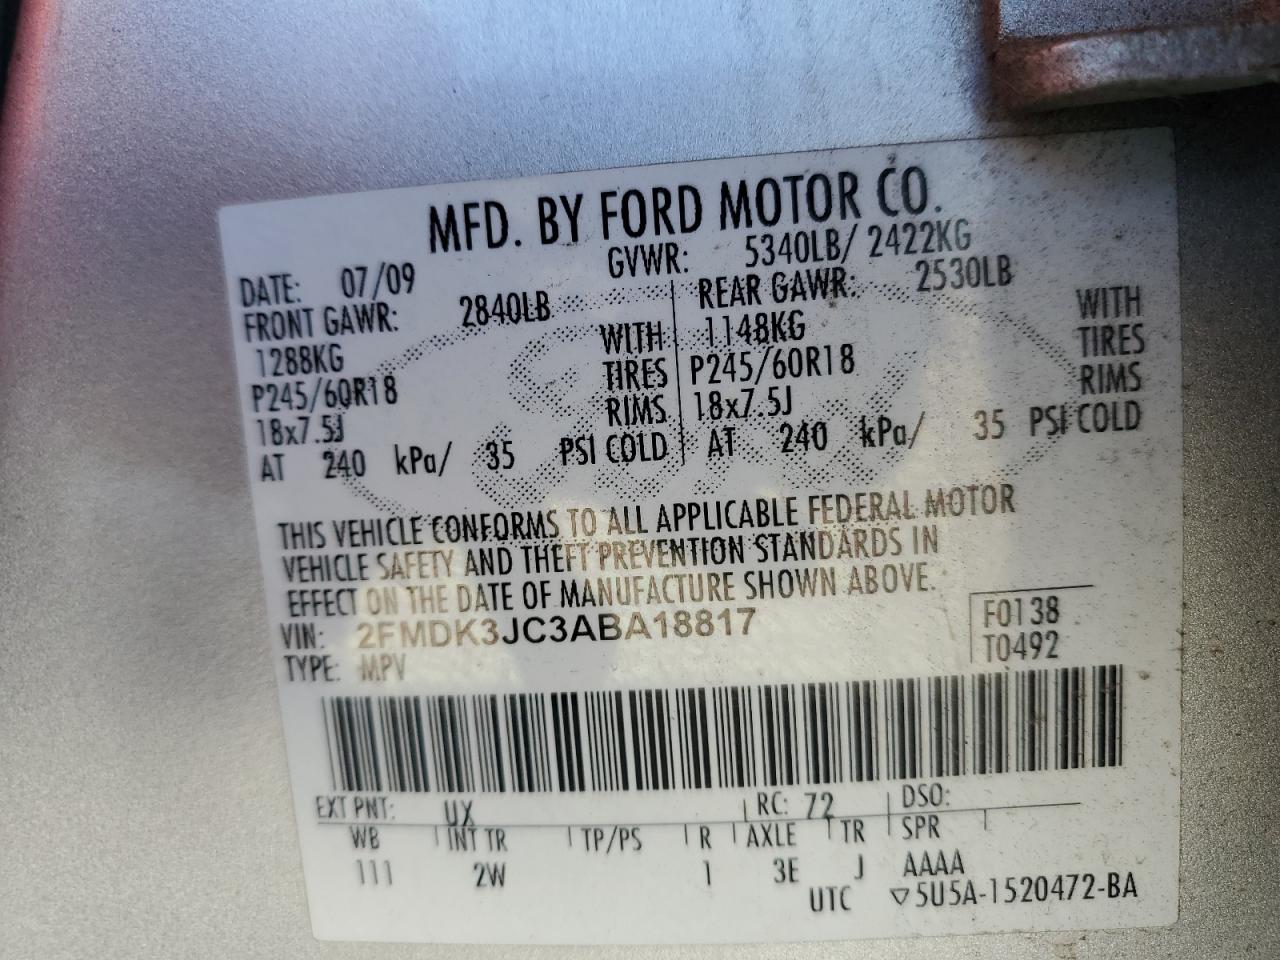 MFD. BY FORD MOTOR CO.
DATE: 07/09 GVWR: 5340LB/ 2422KG
FRONT GAWR: 2840LB REAR GAWR: 2530LB
1288KG WITH 1148KG WITH
P245/60R18 TIRES P245/60R18 TIRES
18x7.5J RIMS 18x7.5J RIMS
AT 240 kPa/ 35 PSI COLD AT 240 kPa/ 35 PSI COLD
THIS VEHICLE CONFORMS TO ALL APPLICABLE FEDERAL MOTOR
VEHICLE SAFETY AND THEFT PREVENTION STANDARDS IN
EFFECT ON THE DATE OF MANUFACTURE SHOWN ABOVE.
VIN: 2FMDK3JC3ABA18817 F0138
TYPE: MPV T0492
EXT PNT: UX RC: 72 DSO:
WB INT TR TP/PS R AXLE TR SPR
111 2W 1 3E J AAAA
UTC ▽5U5A-1520472-BA